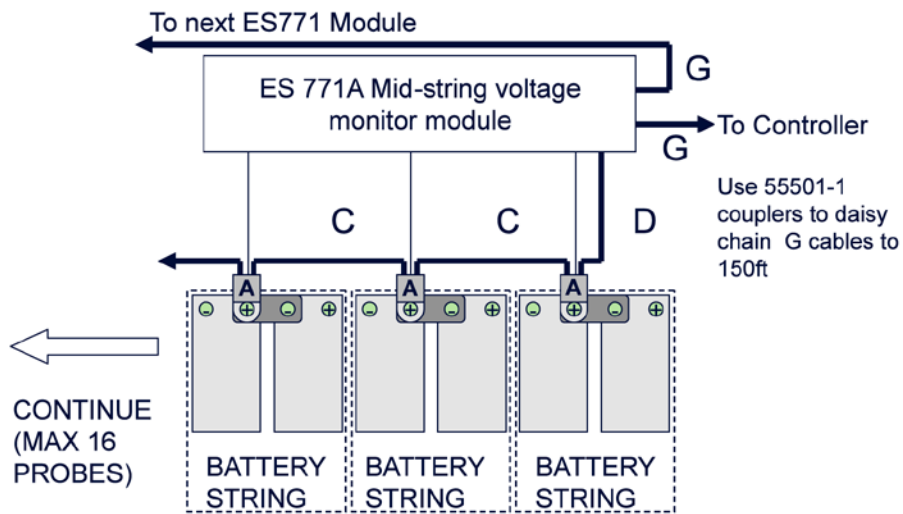 To next ES771 Module
G
ES 771A Mid-string voltage
monitor module
To Controller
G
Use 55501-1
couplers to daisy
chain G cables to
150ft
C
C
D
A
A
A
- + - +
- + - +
- + - +
CONTINUE
(MAX 16
PROBES)
BATTERY
STRING
BATTERY
STRING
BATTERY
STRING